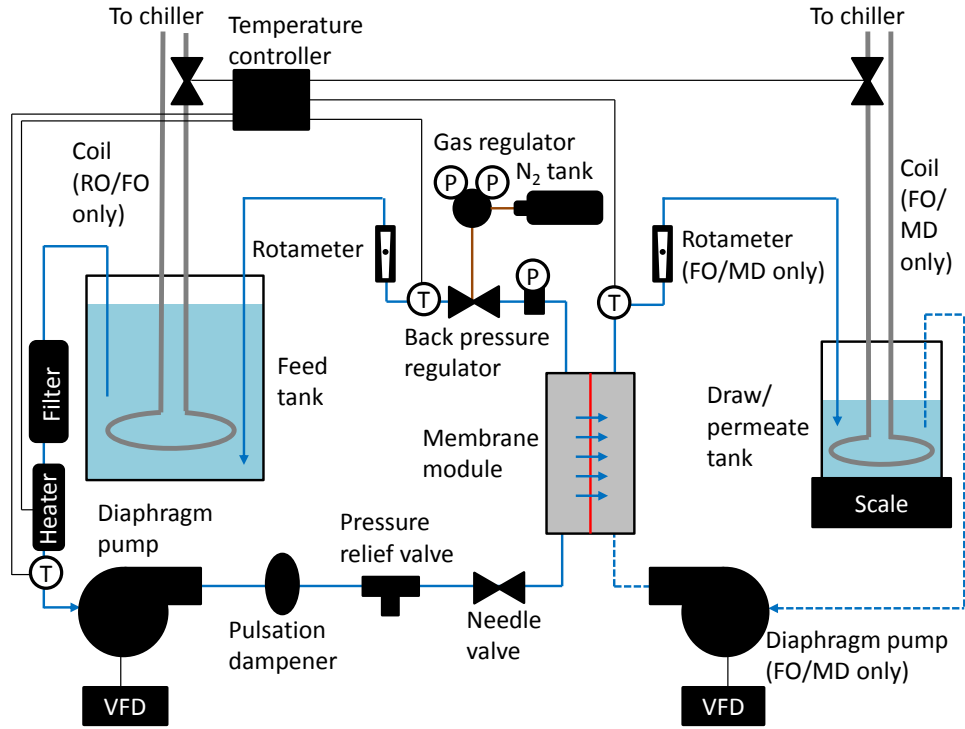 To chiller
Temperature
controller
To chiller
Coil
(RO/FO
only)
Gas regulator
N₂ tank
P
P
Coil
(FO/
MD
only)
Rotameter
Rotameter
(FO/MD only)
P
T
T
Back pressure
regulator
Filter
Feed
tank
Draw/
permeate
tank
Membrane
module
Heater
Scale
Diaphragm
pump
Pressure
relief valve
T
Pulsation
dampener
Needle
valve
Diaphragm pump
(FO/MD only)
VFD
VFD